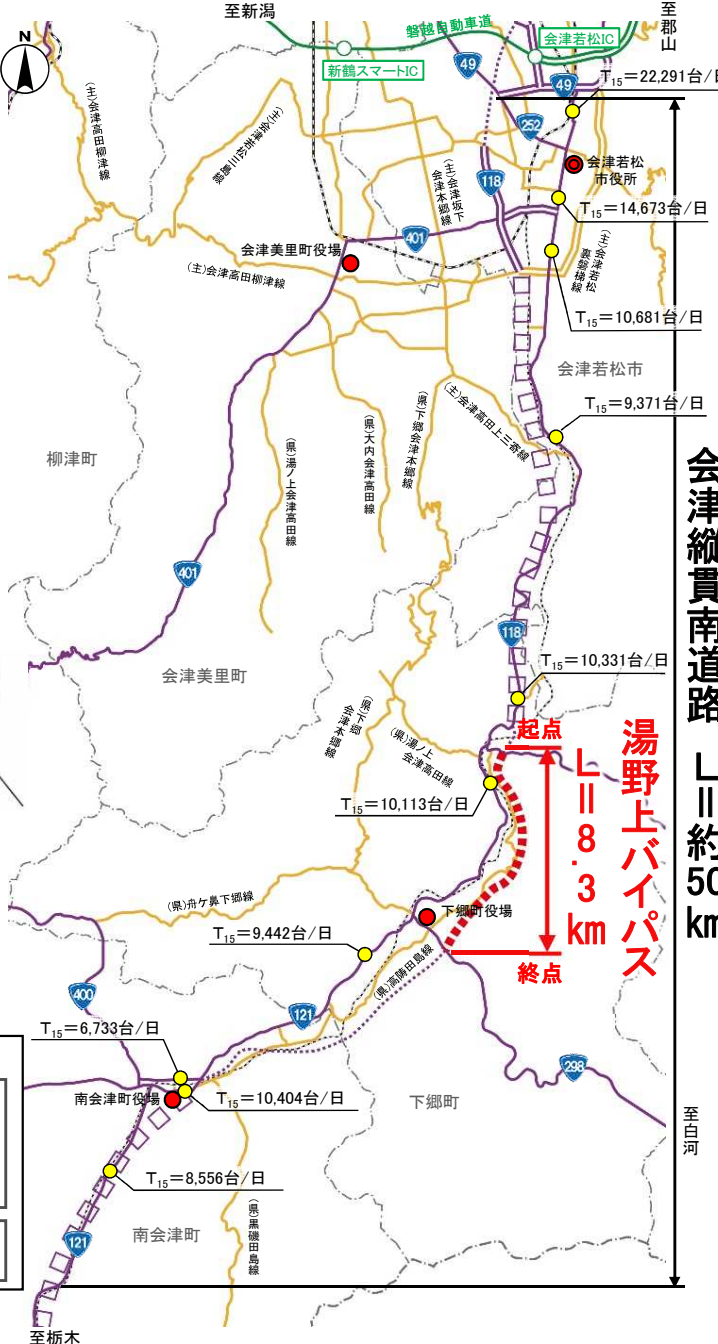 至新潟
至郡山
N
磐越自動車道
会津若松IC
新鶴スマートIC
49
49
T15=22,291台/日
(主)会津高田柳津線
(主)会津若松三島線
252
(主)会津坂下会津本郷線
118
会津若松市役所
T15=14,673台/日
会津美里町役場
401
(主)会津若松裏磐梯線
(主)会津高田柳津線
T15=10,681台/日
会津若松市
(主)会津高田上三寄線
T15=9,371台/日
(県)下郷会津本郷線
(県)大内会津高田線
(県)湯ノ上会津高田線
柳津町
会津縦貫南道路 L=約50km
401
118
会津美里町
T15=10,331台/日
(県)下郷会津本郷線
(県)湯ノ上会津高田線
起点
湯野上バイパス
L=8.3km
T15=10,113台/日
(県)舟ケ鼻下郷線
下郷町役場
T15=9,442台/日
(県)高陦田島線
終点
400
121
T15=6,733台/日
298
南会津町役場
T15=10,404台/日
下郷町
至白河
T15=8,556台/日
(県)黒磯田島線
南会津町
121
至栃木